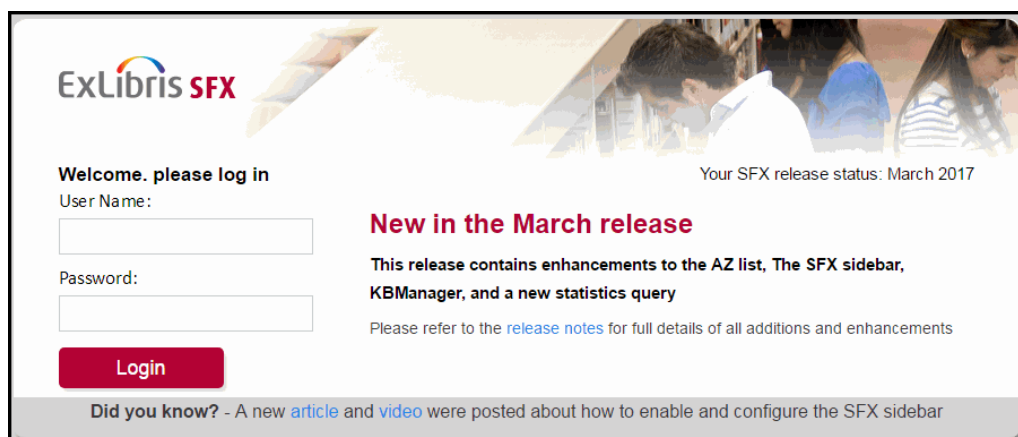 ExLibris SFX
Welcome. please log in
Your SFX release status: March 2017
User Name:
New in the March release
This release contains enhancements to the AZ list, The SFX sidebar,
KBManager, and a new statistics query
Password:
Please refer to the release notes for full details of all additions and enhancements
Login
Did you know? - A new article and video were posted about how to enable and configure the SFX sidebar